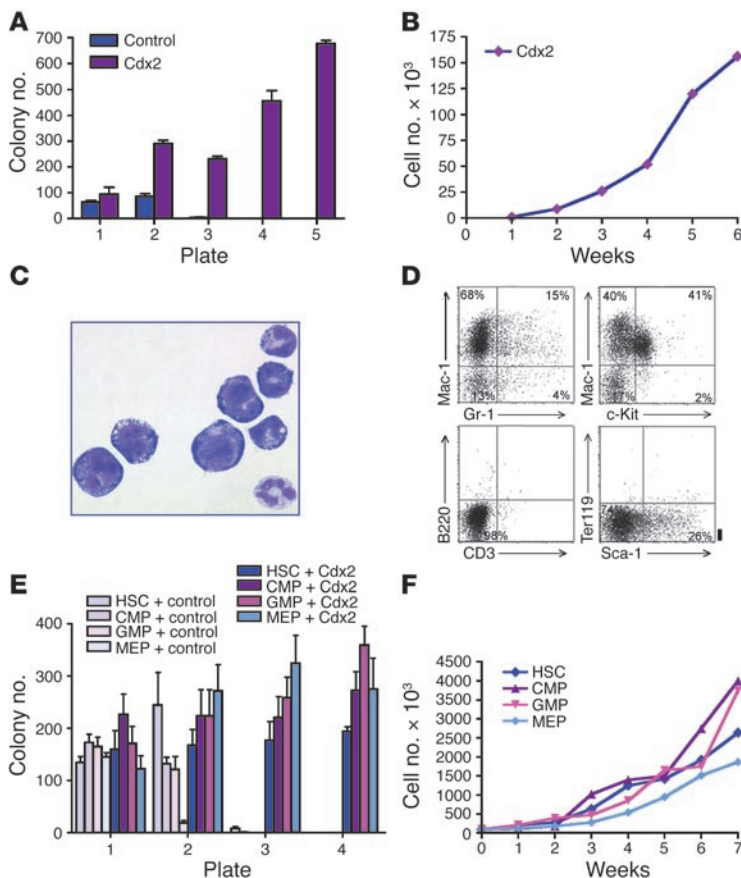 A
Control
Cdx2
Colony no.
700
600
500
400
300
200
100
0
1 2 3 4 5
Plate
B
Cdx2
Cell no. × 10³
175
150
125
100
75
50
25
0
0 1 2 3 4 5 6
Weeks
C
D
68% 15%
13% 4%
Mac-1
Gr-1
40% 41%
17% 2%
Mac-1
c-Kit
B220
98%
CD3
Ter119
74
26%
Sca-1
E
HSC + control
CMP + control
GMP + control
MEP + control
HSC + Cdx2
CMP + Cdx2
GMP + Cdx2
MEP + Cdx2
Colony no.
400
300
200
100
0
1 2 3 4
Plate
F
HSC
CMP
GMP
MEP
Cell no. × 10³
4500
4000
3500
3000
2500
2000
1500
1000
500
0
0 1 2 3 4 5 6 7
Weeks